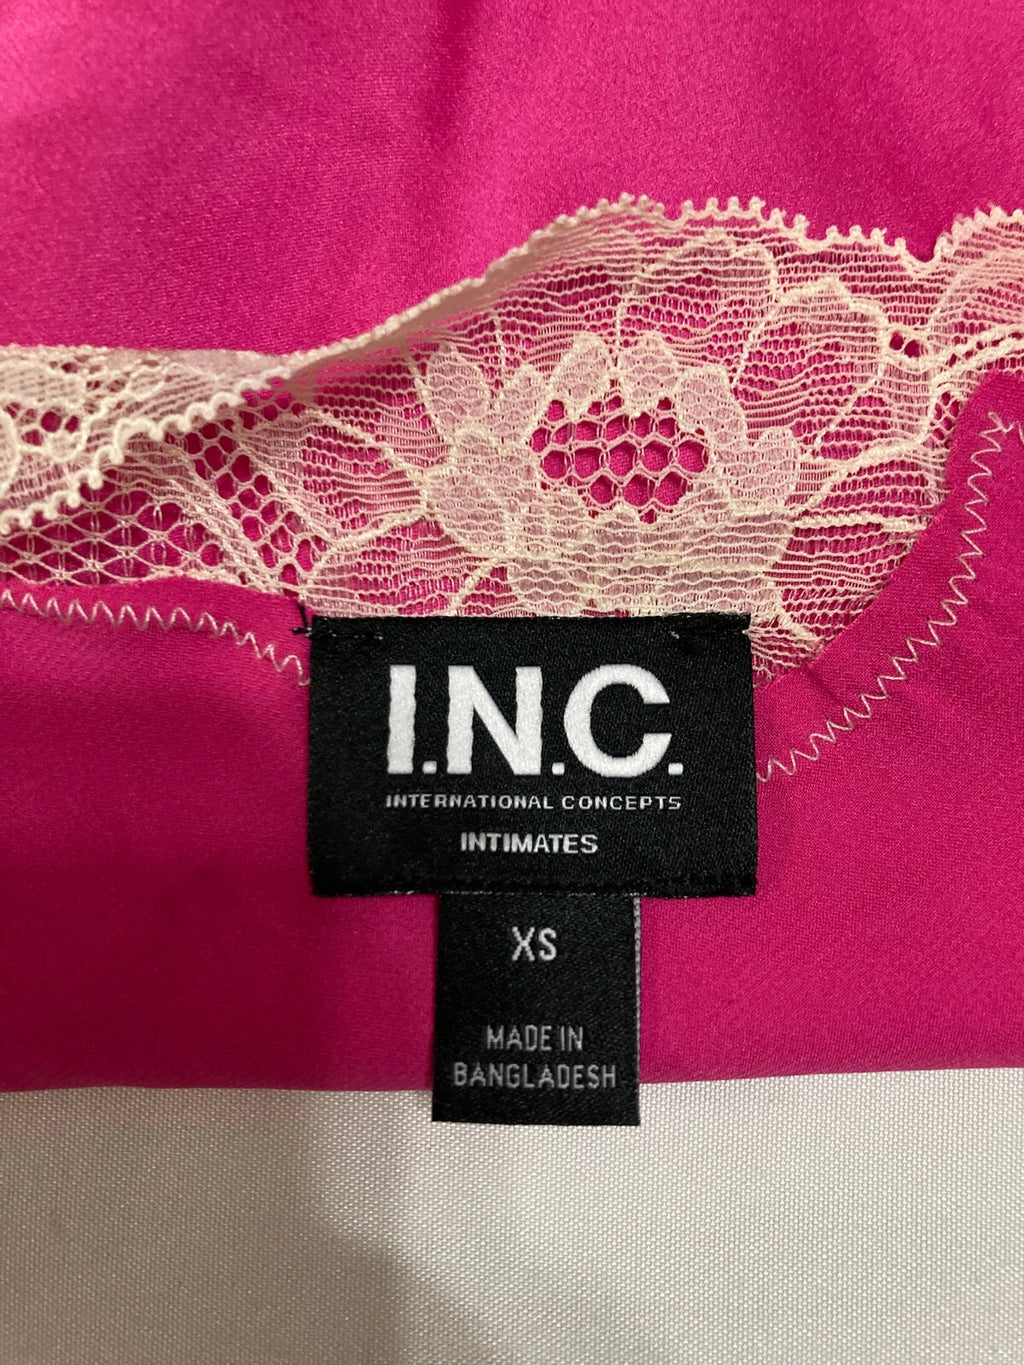 I.N.C.
INTERNATIONAL CONCEPTS
INTIMATES
XS
MADE IN
BANGLADESH